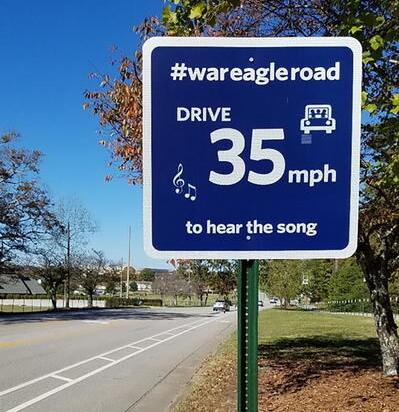 #wareagleroad
DRIVE
35 mph
to hear the song